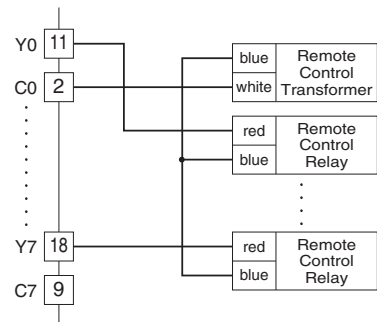 Y0 11
C0 2
Y7 18
C7 9
blue
white
Remote
Control
Transformer
red
blue
Remote
Control
Relay
red
blue
Remote
Control
Relay